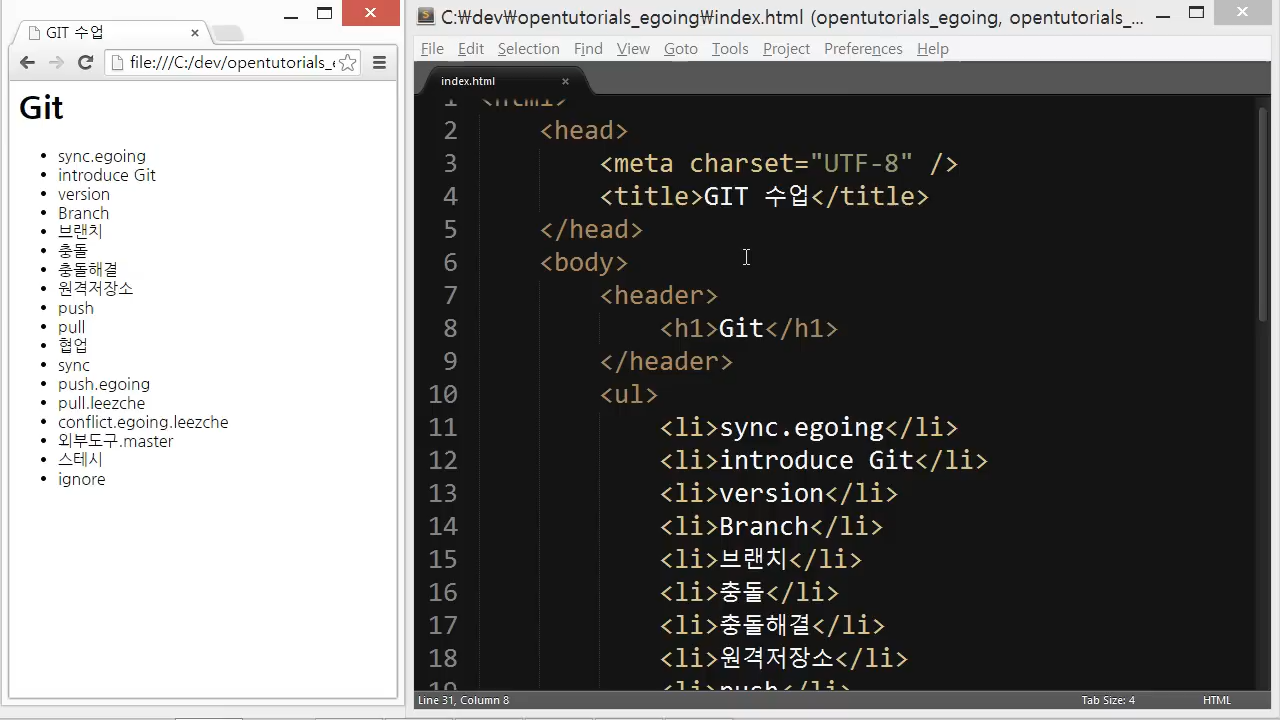 GIT 수업
file:///C:/dev/opentutorials_e
Git
sync.egoing
introduce Git
version
Branch
브랜치
충돌
충돌해결
원격저장소
push
pull
협업
sync
push.egoing
pull.leezche
conflict.egoing.leezche
외부도구.master
스테시
ignore
C:₩dev₩opentutorials_egoing₩index.html (opentutorials_egoing, opentutorials_...
File Edit Selection Find View Goto Tools Project Preferences Help
index.html
1 <html>
2 <head>
3 <meta charset="UTF-8" />
4 <title>GIT 수업</title>
5 </head>
6 <body>
7 <header>
8 <h1>Git</h1>
9 </header>
10 <ul>
11 <li>sync.egoing</li>
12 <li>introduce Git</li>
13 <li>version</li>
14 <li>Branch</li>
15 <li>브랜치</li>
16 <li>충돌</li>
17 <li>충돌해결</li>
18 <li>원격저장소</li>
19 <li>push</li>
Line 31, Column 8 Tab Size: 4 HTML